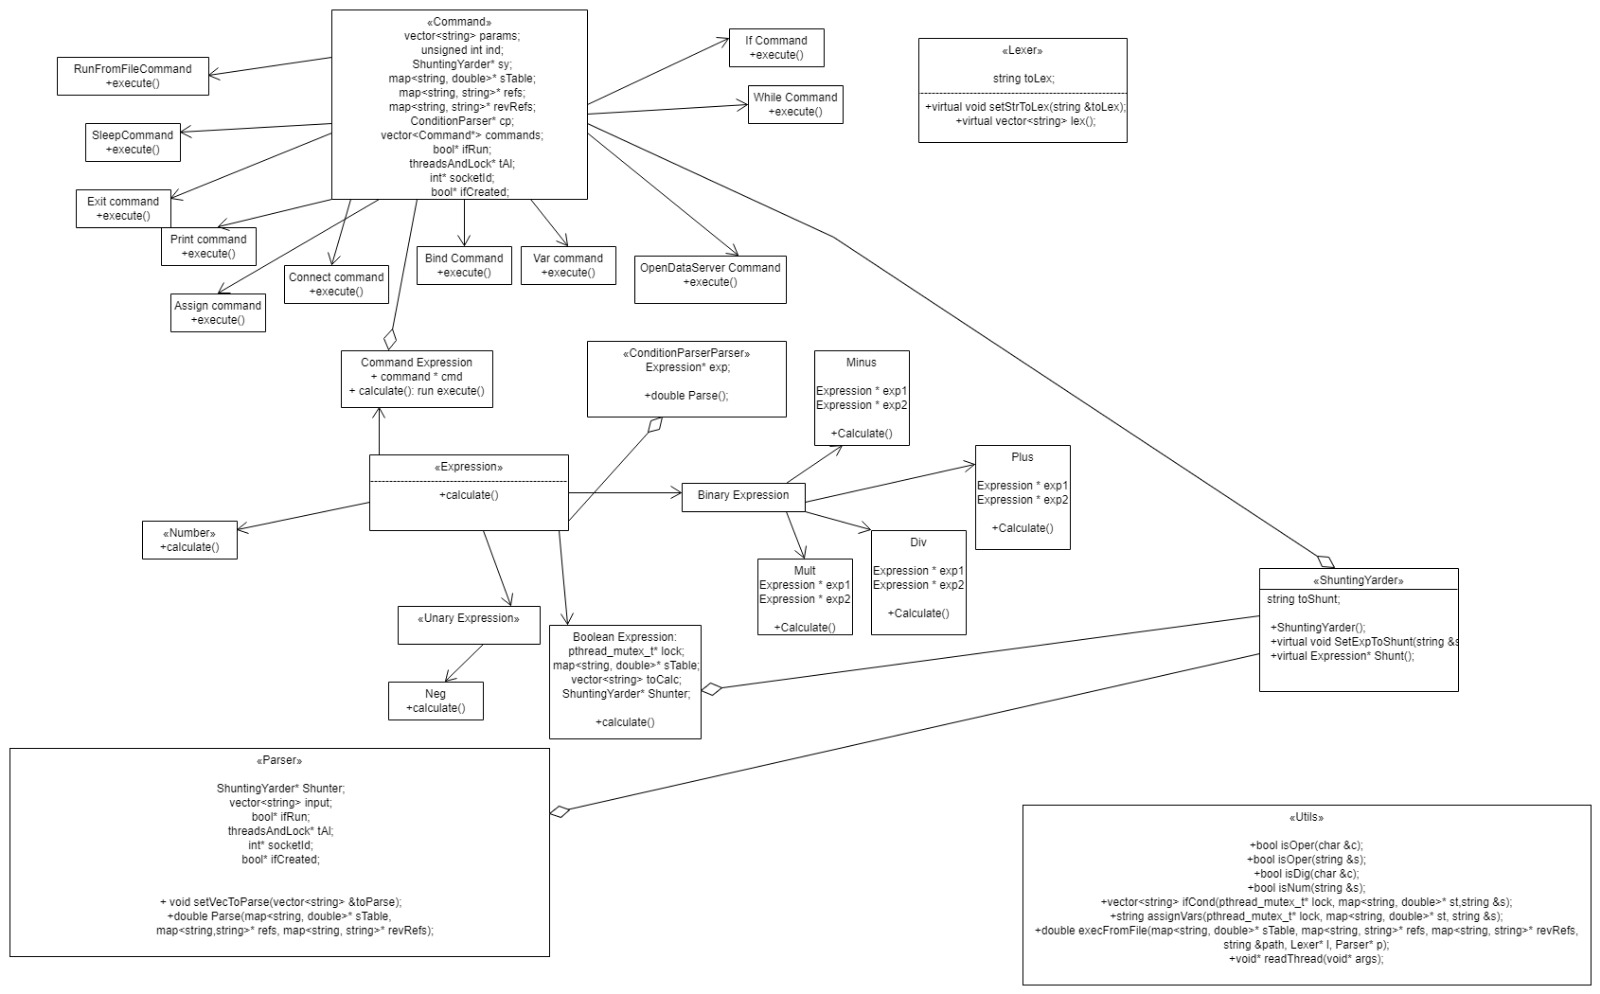 «Command»
vector<string> params;
unsigned int ind;
ShuntingYarder* sy;
map<string, double>* sTable;
map<string, string>* refs;
map<string, string>* revRefs;
ConditionParser* cp;
vector<Command*> commands;
bool* ifRun;
threadsAndLock* tAl;
int* socketId;
bool* ifCreated;
RunFromFileCommand
+execute()
SleepCommand
+execute()
Exit command
+execute()
Print command
+execute()
Assign command
+execute()
Connect command
+execute()
Bind Command
+execute()
Var command
+execute()
OpenDataServer Command
+execute()
If Command
+execute()
While Command
+execute()
«Lexer»
string toLex;
+virtual void setStrToLex(string &toLex);
+virtual vector<string> lex();
Command Expression
+ command * cmd
+ calculate(): run execute()
«ConditionParserParser»
Expression* exp;
+double Parse();
Minus
Expression * exp1
Expression * exp2
+Calculate()
Plus
Expression * exp1
Expression * exp2
+Calculate()
«Expression»
+calculate()
Binary Expression
«Number»
+calculate()
Mult
Expression * exp1
Expression * exp2
+Calculate()
Div
Expression * exp1
Expression * exp2
+Calculate()
«ShuntingYarder»
string toShunt;
+ShuntingYarder();
+virtual void SetExpToShunt(string &s
+virtual Expression* Shunt();
«Unary Expression»
Neg
+calculate()
Boolean Expression:
pthread_mutex_t* lock;
map<string, double>* sTable;
vector<string> toCalc;
ShuntingYarder* Shunter;
+calculate()
«Parser»
ShuntingYarder* Shunter;
vector<string> input;
bool* ifRun;
threadsAndLock* tAl;
int* socketId;
bool* ifCreated;
+ void setVecToParse(vector<string> &toParse);
+double Parse(map<string, double>* sTable,
map<string,string>* refs, map<string, string>* revRefs);
«Utils»
+bool isOper(char &c);
+bool isOper(string &s);
+bool isDig(char &c);
+bool isNum(string &s);
+vector<string> ifCond(pthread_mutex_t* lock, map<string, double>* st,string &s);
+string assignVars(pthread_mutex_t* lock, map<string, double>* st, string &s);
+double execFromFile(map<string, double>* sTable, map<string, string>* refs, map<string, string>* revRefs,
string &path, Lexer* l, Parser* p);
+void* readThread(void* args);